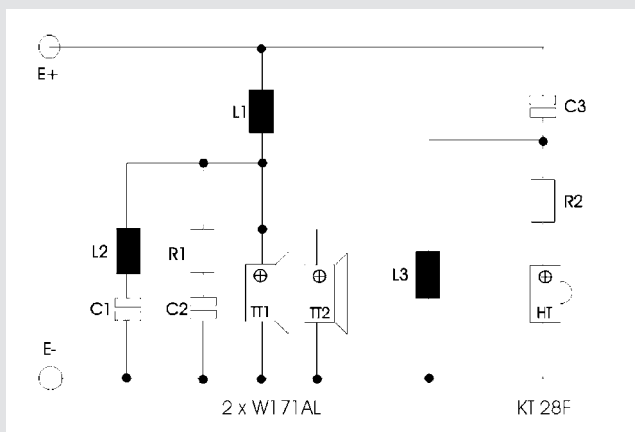 E+
L1
C3
R2
L2
R1
L3
C1
C2
TT1
TT2
HT
E-
2 x W171AL
KT 28F